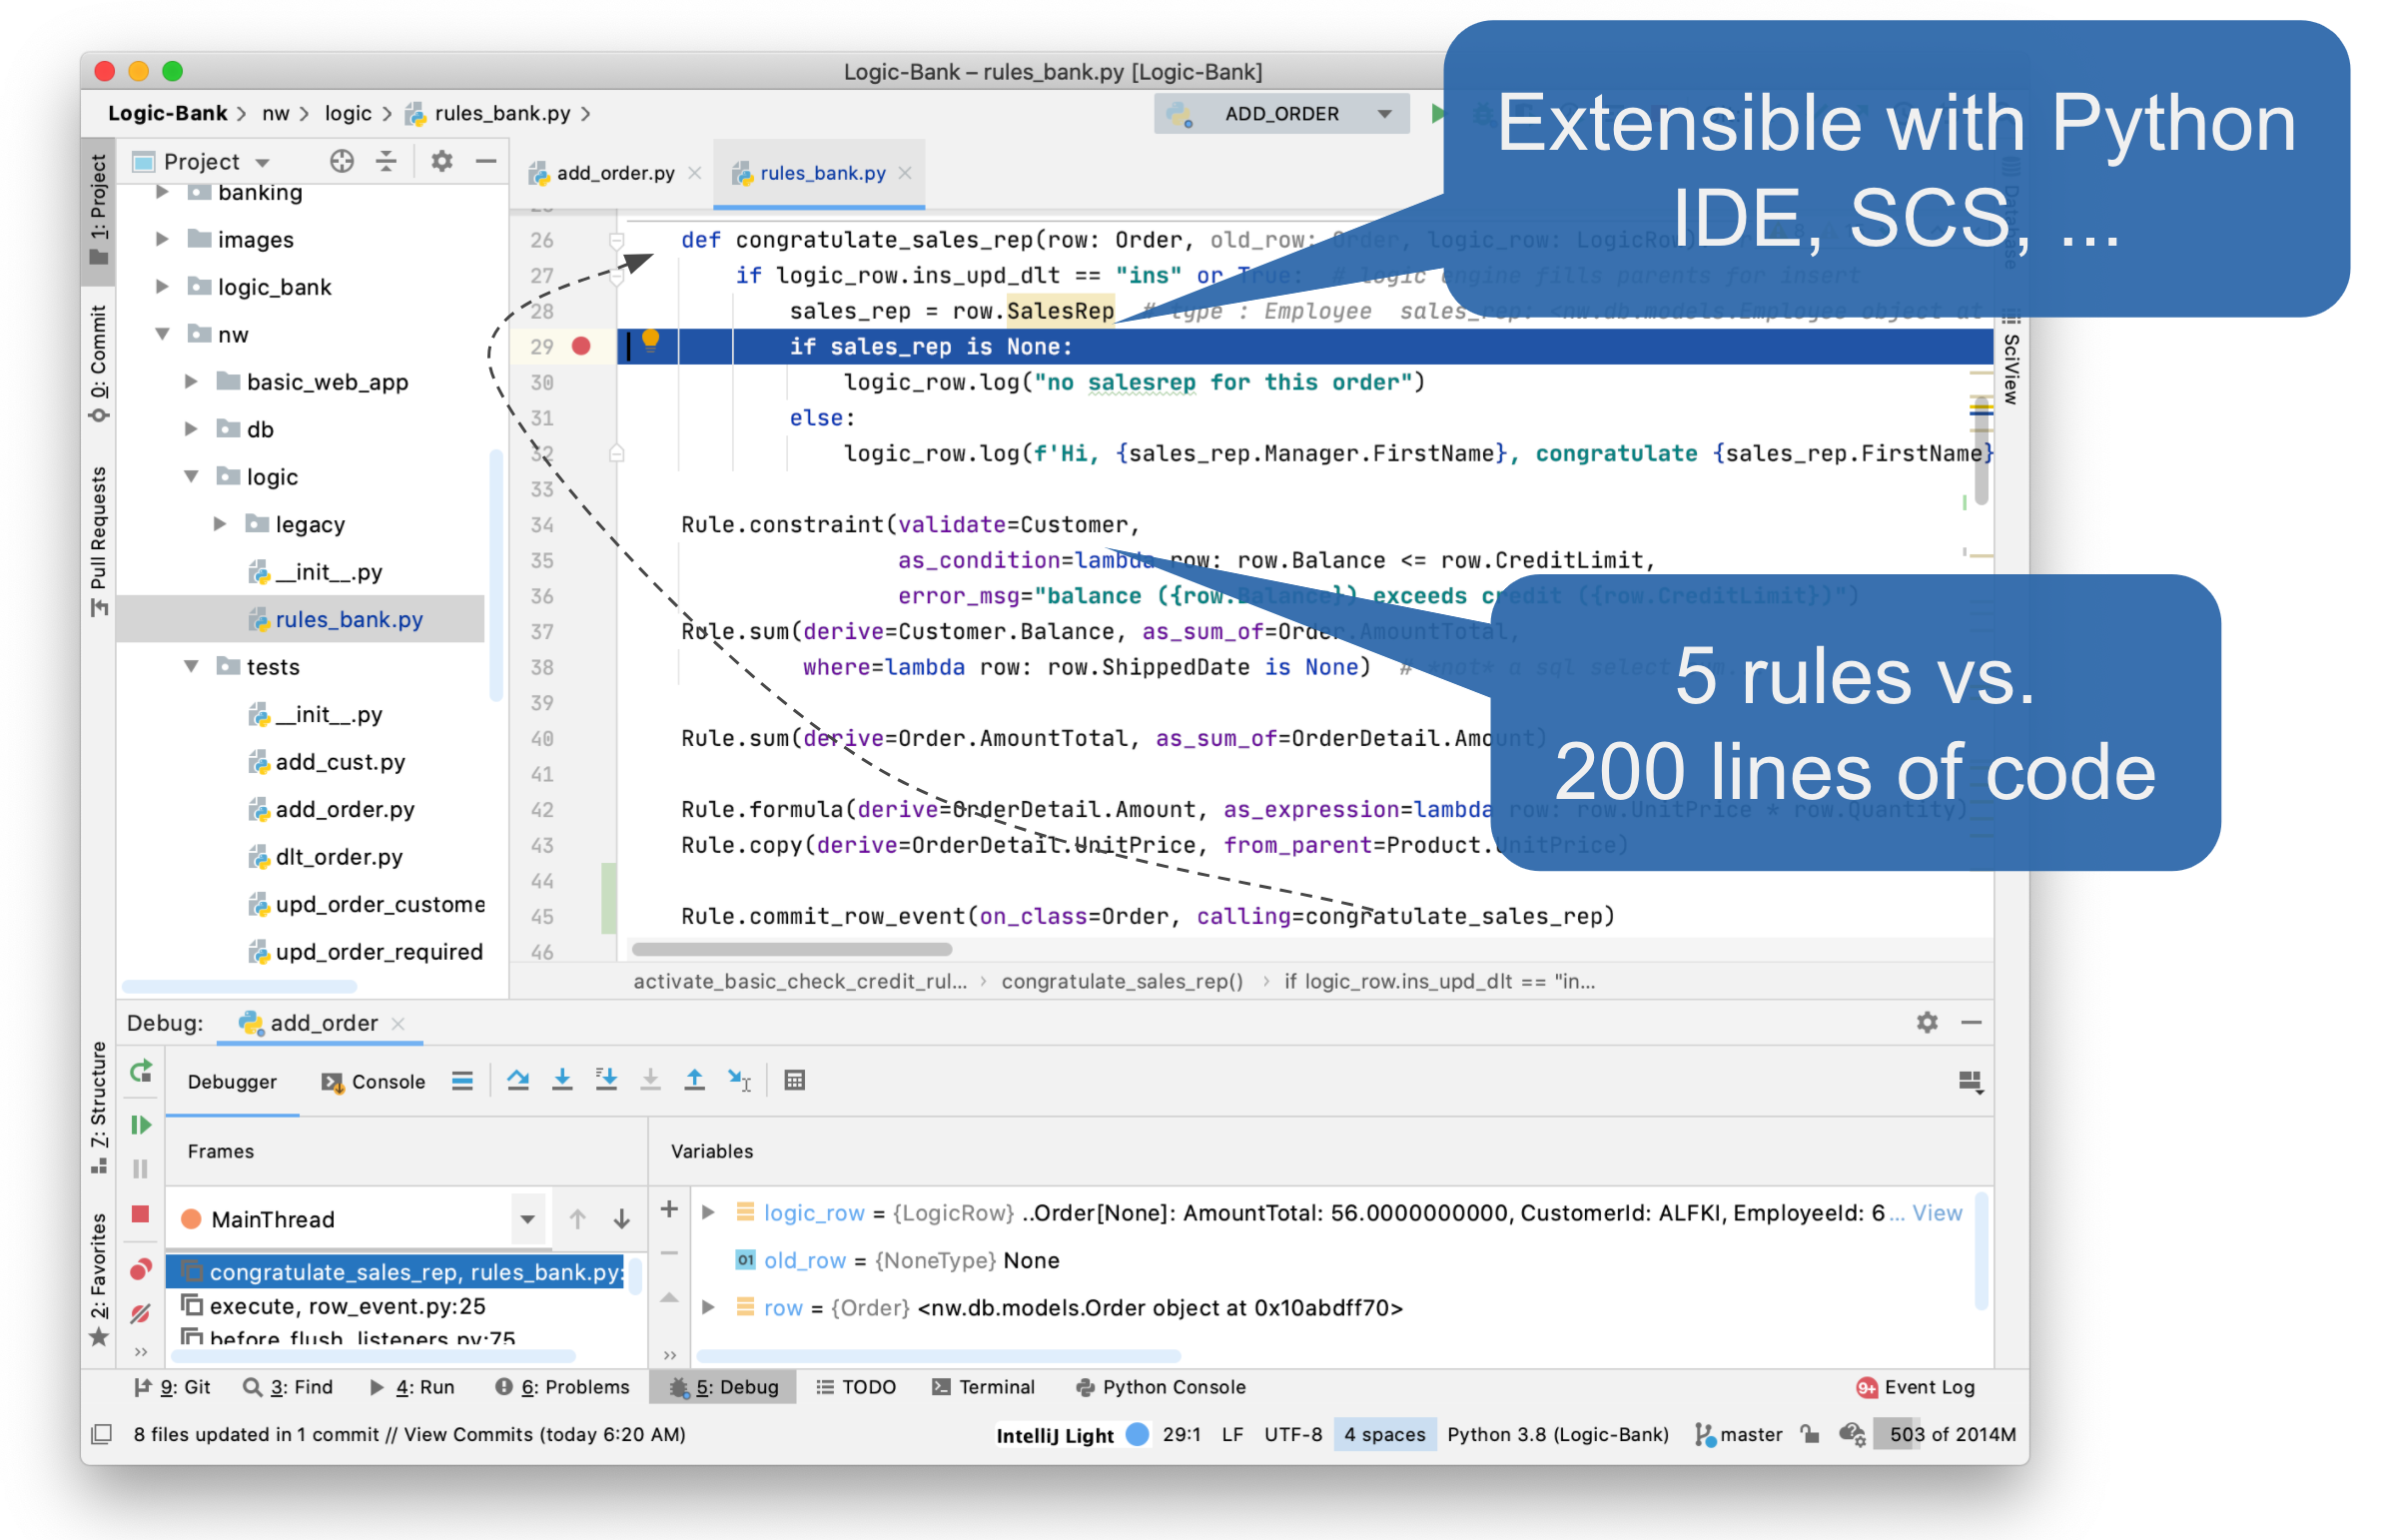 Logic-Bank – rules_bank.py [Logic-Bank]
Extensible with Python
IDE, SCS, ...
Logic-Bank > nw > logic > rules_bank.py >
ADD_ORDER
1: Project
0: Commit
Pull Requests
7: Structure
2: Favorites
Project
banking
images
logic_bank
nw
basic_web_app
db
logic
legacy
__init__.py
rules_bank.py
tests
__init__.py
add_cust.py
add_order.py
dlt_order.py
upd_order_custome
upd_order_required
add_order.py
rules_bank.py
Database
SciView
26 def congratulate_sales_rep(row: Order, old_row: Order, logic_row: LogicRow):
27 if logic_row.ins_upd_dlt == "ins" or True: # logic engine fills parents for insert
28 sales_rep = row.SalesRep # type : Employee sales_rep: <nw.db.models.Employee object at
29 if sales_rep is None:
30 logic_row.log("no salesrep for this order")
31 else:
32 logic_row.log(f'Hi, {sales_rep.Manager.FirstName}, congratulate {sales_rep.FirstName}
33
34 Rule.constraint(validate=Customer,
35 as_condition=lambda row: row.Balance <= row.CreditLimit,
36 error_msg="balance ({row.Balance}) exceeds credit ({row.CreditLimit})")
37 Rule.sum(derive=Customer.Balance, as_sum_of=Order.AmountTotal,
38 where=lambda row: row.ShippedDate is None) # *not* a sql select
39
40 Rule.sum(derive=Order.AmountTotal, as_sum_of=OrderDetail.Amount)
41
42 Rule.formula(derive=OrderDetail.Amount, as_expression=lambda row: row.UnitPrice * row.Quantity)
43 Rule.copy(derive=OrderDetail.UnitPrice, from_parent=Product.UnitPrice)
44
45 Rule.commit_row_event(on_class=Order, calling=congratulate_sales_rep)
46
5 rules vs.
200 lines of code
activate_basic_check_credit_rul... > congratulate_sales_rep() > if logic_row.ins_upd_dlt == "in...
Debug: add_order
Debugger Console
Frames
Variables
MainThread
congratulate_sales_rep, rules_bank.py:
execute, row_event.py:25
before_flush_listeners.py:75
logic_row = {LogicRow} ..Order[None]: AmountTotal: 56.0000000000, CustomerId: ALFKI, EmployeeId: 6... View
01 old_row = {NoneType} None
row = {Order} <nw.db.models.Order object at 0x10abdff70>
9: Git 3: Find 4: Run 6: Problems 5: Debug TODO Terminal Python Console 9+ Event Log
8 files updated in 1 commit // View Commits (today 6:20 AM) IntelliJ Light 29:1 LF UTF-8 4 spaces Python 3.8 (Logic-Bank) master 503 of 2014M